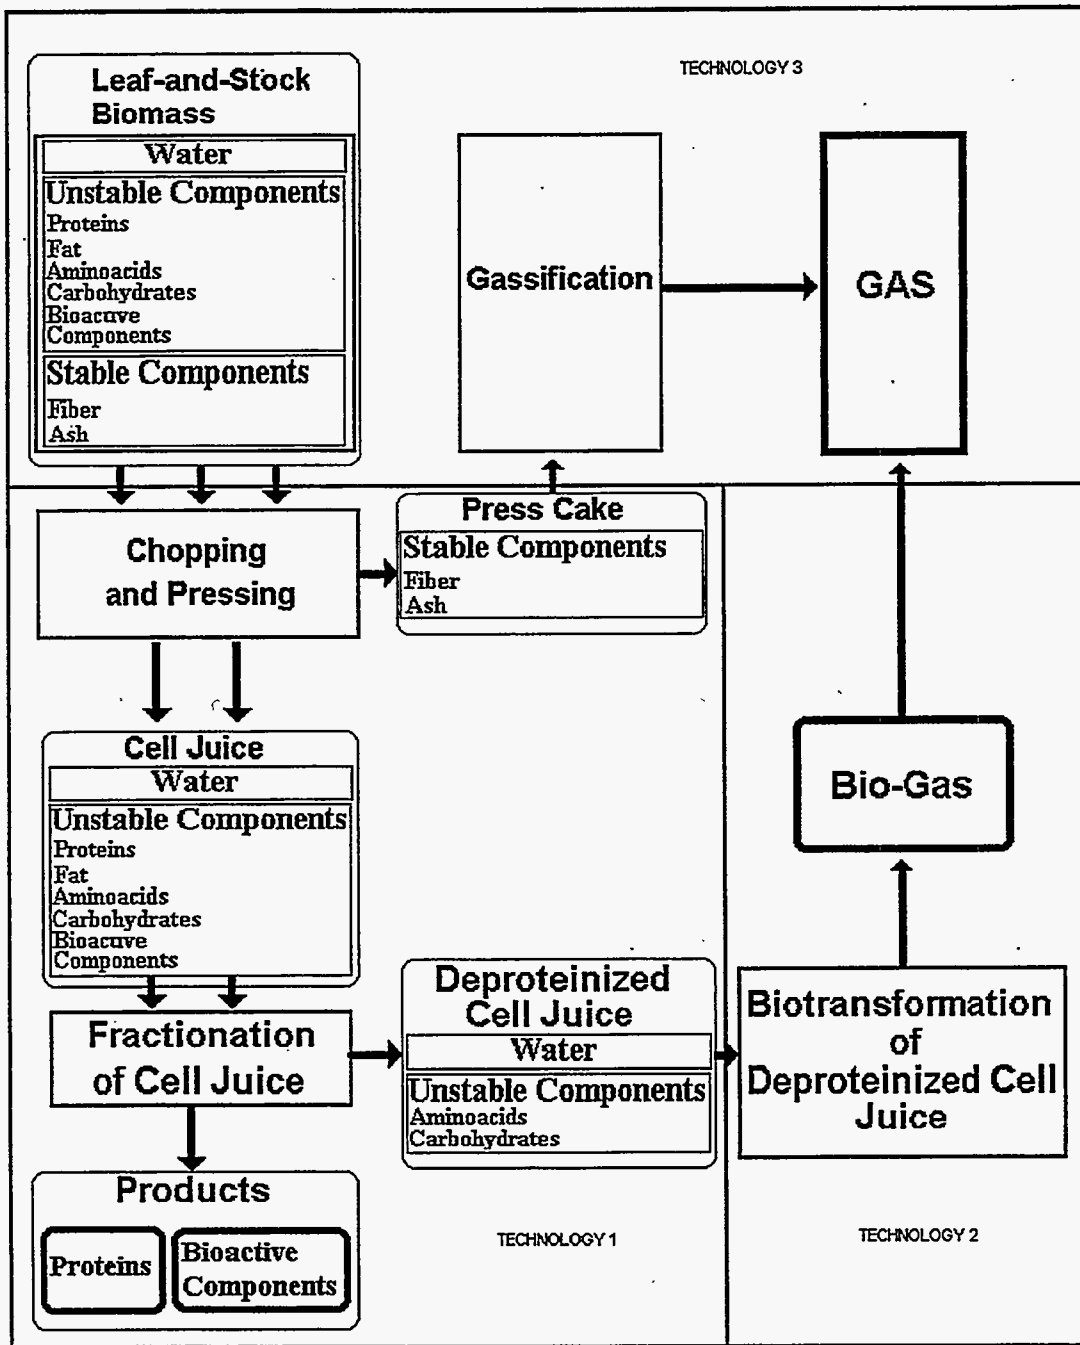 TECHNOLOGY 3
Leaf-and-Stock
Biomass
Water
Unstable Components
Proteins
Fat
Aminoacids
Carbohydrates
Bioactive
Components
Stable Components
Fiber
Ash
Gassification
GAS
Chopping
and Pressing
Press Cake
Stable Components
Fiber
Ash
Cell Juice
Water
Unstable Components
Proteins
Fat
Aminoacids
Carbohydrates
Bioactive
Components
Bio-Gas
Fractionation
of Cell Juice
Deproteinized
Cell Juice
Water
Unstable Components
Aminoacids
Carbohydrates
Biotransformation
of
Deproteinized Cell
Juice
Products
Proteins
Bioactive
Components
TECHNOLOGY 1
TECHNOLOGY 2